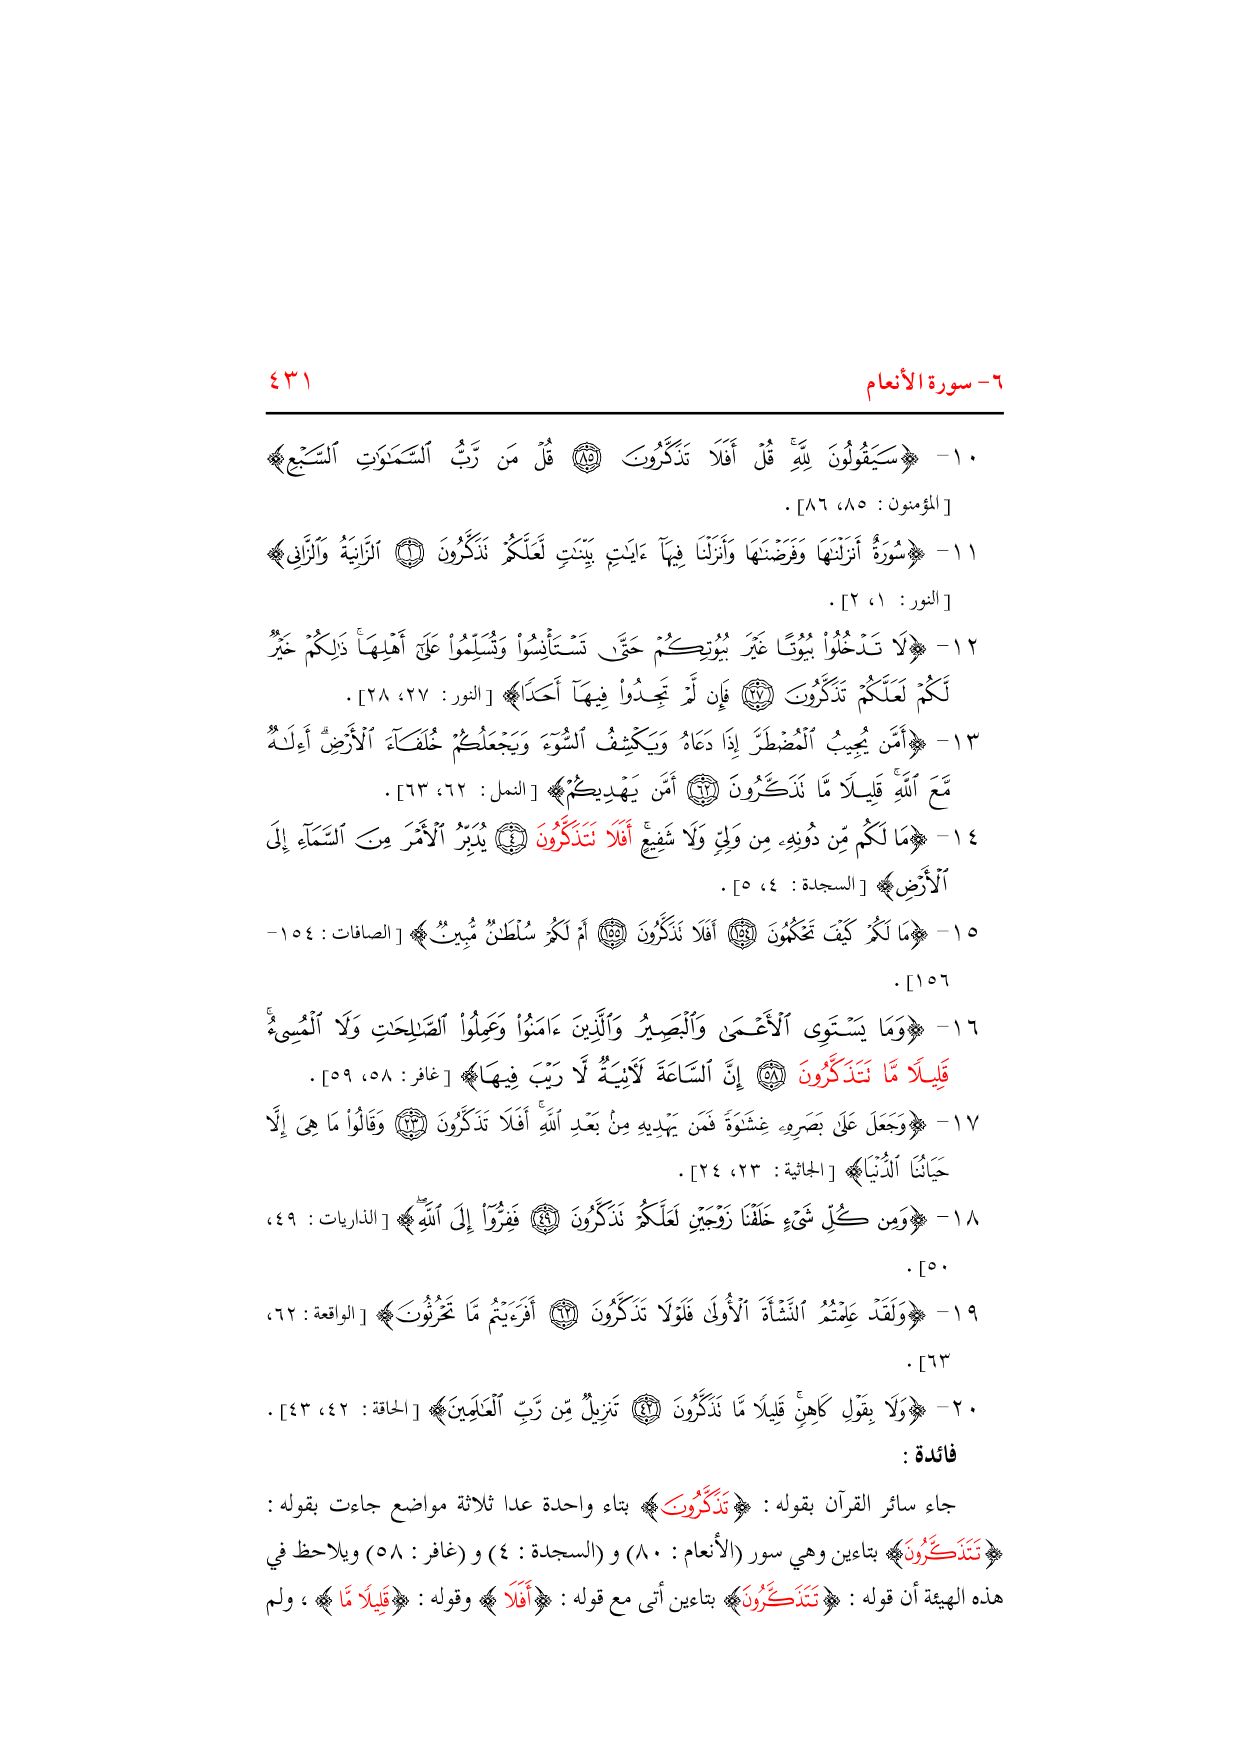 ٦- سورة الأنعام ٤٣١
١٠- ﴿سَيَقُولُونَ لِلَّهِۚ قُلۡ أَفَلَا تَذَكَّرُونَ ٨٥ قُلۡ مَن رَّبُّ ٱلسَّمَٰوَٰتِ ٱلسَّبۡعِ﴾
[المؤمنون : ٨٥، ٨٦] .
١١- ﴿سُورَةٌ أَنزَلۡنَٰهَا وَفَرَضۡنَٰهَا وَأَنزَلۡنَا فِيهَآ ءَايَٰتِۭ بَيِّنَٰتٖ لَّعَلَّكُمۡ تَذَكَّرُونَ ١ ٱلزَّانِيَةُ وَٱلزَّانِي﴾
[النور : ١، ٢] .
١٢- ﴿لَا تَدۡخُلُواْ بُيُوتًا غَيۡرَ بُيُوتِكُمۡ حَتَّىٰ تَسۡتَأۡنِسُواْ وَتُسَلِّمُواْ عَلَىٰٓ أَهۡلِهَاۚ ذَٰلِكُمۡ خَيۡرٞ
لَّكُمۡ لَعَلَّكُمۡ تَذَكَّرُونَ ٢٧ فَإِن لَّمۡ تَجِدُواْ فِيهَآ أَحَدٗا﴾ [النور : ٢٧، ٢٨] .
١٣- ﴿أَمَّن يُجِيبُ ٱلۡمُضۡطَرَّ إِذَا دَعَاهُ وَيَكۡشِفُ ٱلسُّوٓءَ وَيَجۡعَلُكُمۡ خُلَفَآءَ ٱلۡأَرۡضِۗ أَءِلَٰهٞ
مَّعَ ٱللَّهِۚ قَلِيلٗا مَّا تَذَكَّرُونَ ٦٢ أَمَّن يَهۡدِيكُمۡ﴾ [النمل : ٦٢، ٦٣] .
١٤- ﴿مَا لَكُم مِّن دُونِهِۦ مِن وَلِيّٖ وَلَا شَفِيعٍۚ أَفَلَا تَتَذَكَّرُونَ ٤ يُدَبِّرُ ٱلۡأَمۡرَ مِنَ ٱلسَّمَآءِ إِلَى
ٱلۡأَرۡضِ﴾ [السجدة : ٤، ٥] .
١٥- ﴿مَا لَكُمۡ كَيۡفَ تَحۡكُمُونَ ١٥٤ أَفَلَا تَذَكَّرُونَ ١٥٥ أَمۡ لَكُمۡ سُلۡطَٰنٞ مُّبِينٞ﴾ [الصافات : ١٥٤-
١٥٦] .
١٦- ﴿وَمَا يَسۡتَوِي ٱلۡأَعۡمَىٰ وَٱلۡبَصِيرُ وَٱلَّذِينَ ءَامَنُواْ وَعَمِلُواْ ٱلصَّٰلِحَٰتِ وَلَا ٱلۡمُسِيٓءُۚ
قَلِيلٗا مَّا تَتَذَكَّرُونَ ٥٨ إِنَّ ٱلسَّاعَةَ لَأٓتِيَةٞ لَّا رَيۡبَ فِيهَا﴾ [غافر : ٥٨، ٥٩] .
١٧- ﴿وَجَعَلَ عَلَىٰ بَصَرِهِۦ غِشَٰوَةٗ فَمَن يَهۡدِيهِ مِنۢ بَعۡدِ ٱللَّهِۚ أَفَلَا تَذَكَّرُونَ ٢٣ وَقَالُواْ مَا هِيَ إِلَّا
حَيَاتُنَا ٱلدُّنۡيَا﴾ [الجاثية : ٢٣، ٢٤] .
١٨- ﴿وَمِن كُلِّ شَيۡءٍ خَلَقۡنَا زَوۡجَيۡنِ لَعَلَّكُمۡ تَذَكَّرُونَ ٤٩ فَفِرُّوٓاْ إِلَى ٱللَّهِۖ﴾ [الذاريات : ٤٩،
٥٠] .
١٩- ﴿وَلَقَدۡ عَلِمۡتُمُ ٱلنَّشۡأَةَ ٱلۡأُولَىٰ فَلَوۡلَا تَذَكَّرُونَ ٦٢ أَفَرَءَيۡتُم مَّا تَحۡرُثُونَ﴾ [الواقعة : ٦٢،
٦٣] .
٢٠- ﴿وَلَا بِقَوۡلِ كَاهِنٖۚ قَلِيلٗا مَّا تَذَكَّرُونَ ٤٢ تَنزِيلٞ مِّن رَّبِّ ٱلۡعَٰلَمِينَ﴾ [الحاقة : ٤٢، ٤٣] .
فائدة :
جاء سائر القرآن بقوله : ﴿تَذَكَّرُونَ﴾ بتاء واحدة عدا ثلاثة مواضع جاءت بقوله :
﴿تَتَذَكَّرُونَ﴾ بتاءين وهي سور (الأنعام : ٨٠) و (السجدة : ٤) و (غافر : ٥٨) ويلاحظ في
هذه الهيئة أن قوله : ﴿تَتَذَكَّرُونَ﴾ بتاءين أتى مع قوله : ﴿أَفَلَا﴾ وقوله : ﴿قَلِيلٗا مَّا﴾ ، ولم